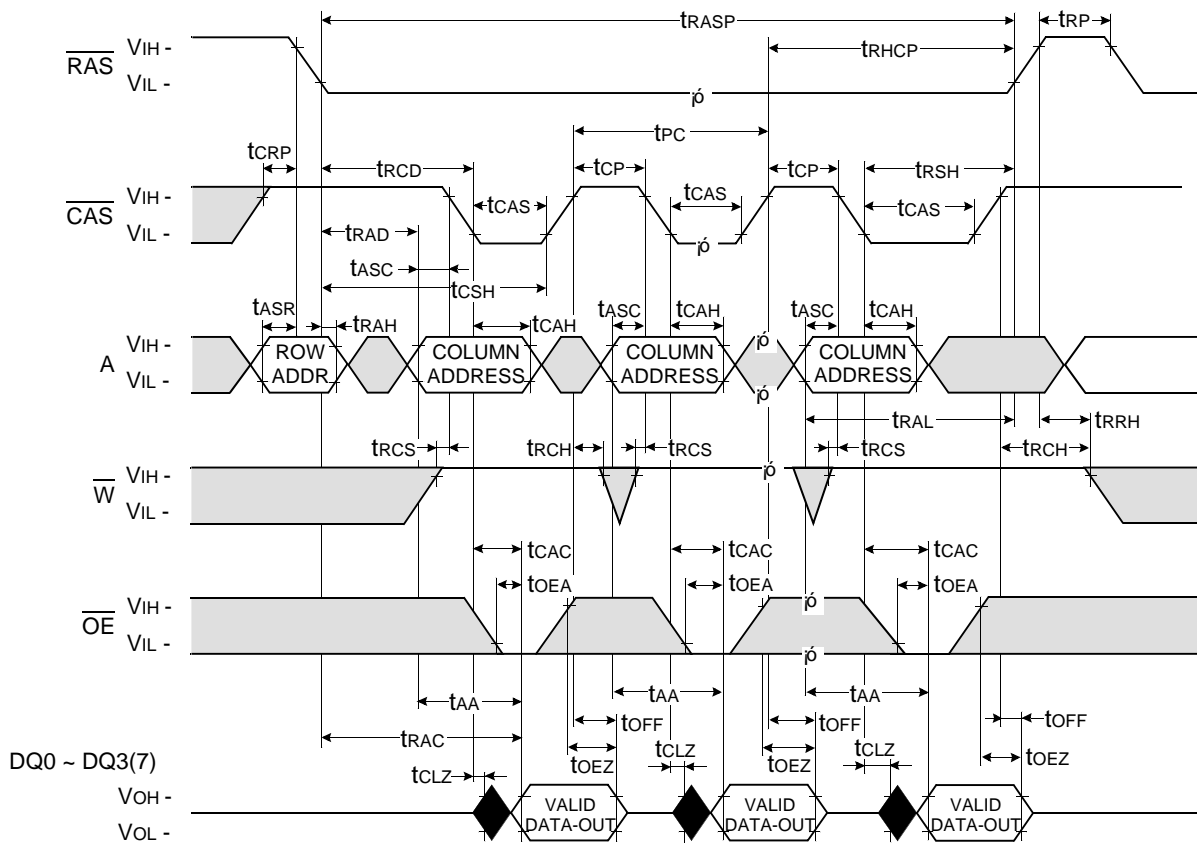 tRASP
tRP
VIH -
RAS
tRHCP
VIL -
¡ó
tPC
tCRP
tRCD
tCP
tCP
tRSH
VIH -
CAS
tCAS
tCAS
tCAS
VIL -
tRAD
¡ó
tASC
tCSH
tASR
tRAH
tCAH
tASC
tCAH
tASC
tCAH
VIH -
A
VIL -
ROW
ADDR
COLUMN
ADDRESS
COLUMN
ADDRESS
¡ó
¡ó
COLUMN
ADDRESS
tRAL
tRRH
tRCS
tRCH
tRCS
tRCS
tRCH
VIH -
W
VIL -
¡ó
tCAC
tCAC
tCAC
tOEA
tOEA
tOEA
VIH -
OE
VIL -
¡ó
¡ó
tAA
tAA
tAA
tOFF
tOFF
tOFF
tRAC
DQ0 ~ DQ3(7)
tCLZ
tOEZ
tCLZ
tOEZ
tCLZ
tOEZ
VOH -
VOL -
VALID
DATA-OUT
VALID
DATA-OUT
VALID
DATA-OUT